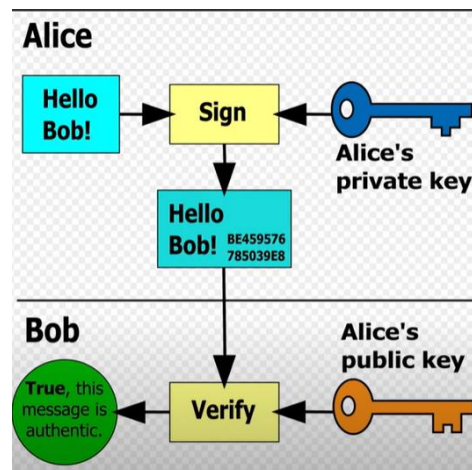 Alice
Hello
Bob!
Sign
Alice's
private key
Hello
Bob! BE459576
785039E8
Bob
Alice's
public key
True, this
message is
authentic.
Verify